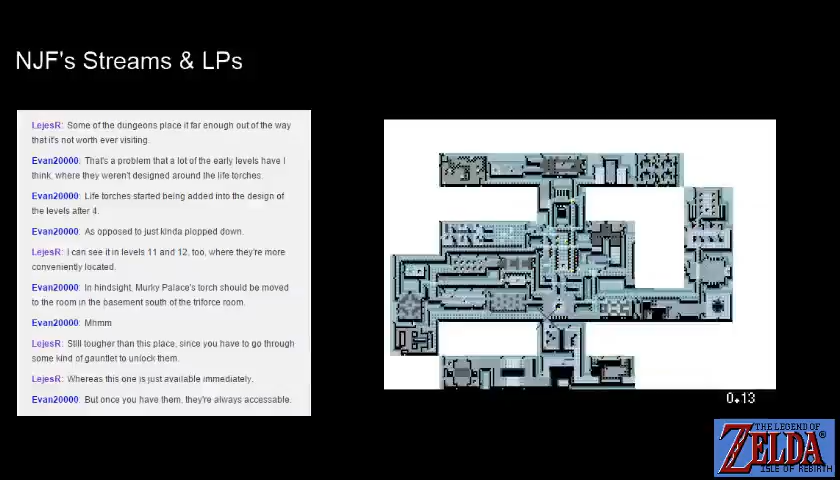 NJF's Streams & LPs
LejesR: Some of the dungeons place it far enough out of the way
that it's not worth ever visiting.
Evan20000: That's a problem that a lot of the early levels have I
think, where they weren't designed around the life torches.
Evan20000: Life torches started being added into the design of
the levels after 4.
Evan20000: As opposed to just kinda plopped down.
LejesR: I can see it in levels 11 and 12, too, where they're more
conveniently located.
Evan20000: In hindsight, Murky Palace's torch should be moved
to the room in the basement south of the triforce room.
Evan20000: Mhmm
LejesR: Still tougher than this place, since you have to go through
some kind of gauntlet to unlock them.
LejesR: Whereas this one is just available immediately.
Evan20000: But once you have them, they're always accessable.
0.13
THE LEGEND OF
ZELDA®
ISLE OF REBIRTH